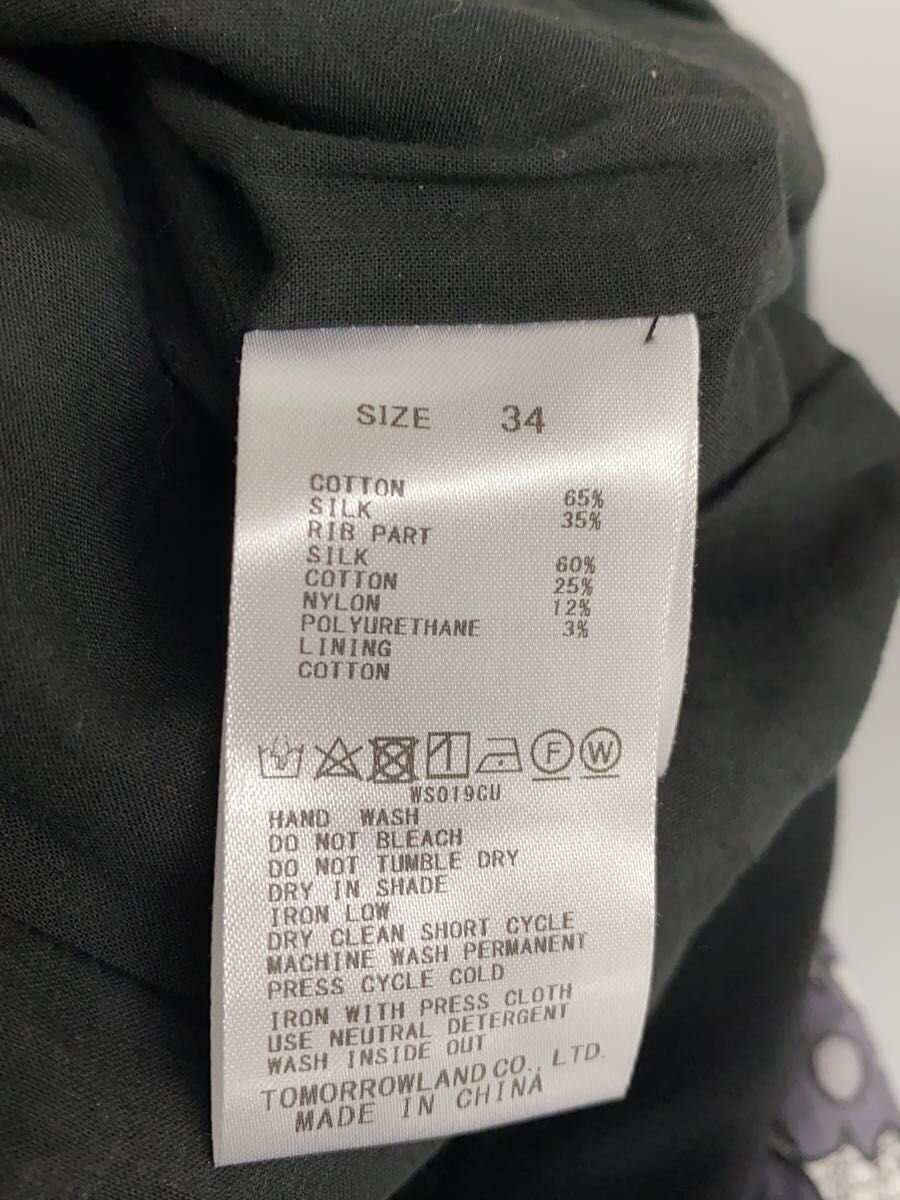 SIZE 34
COTTON 65%
SILK 35%
RIB PART
SILK 60%
COTTON 25%
NYLON 12%
POLYURETHANE 3%
LINING
COTTON
F W
WS019CU
HAND WASH
DO NOT BLEACH
DO NOT TUMBLE DRY
DRY IN SHADE
IRON LOW
DRY CLEAN SHORT CYCLE
MACHINE WASH PERMANENT
PRESS CYCLE COLD
IRON WITH PRESS CLOTH
USE NEUTRAL DETERGENT
WASH INSIDE OUT
TOMORROWLAND CO., LTD.
MADE IN CHINA